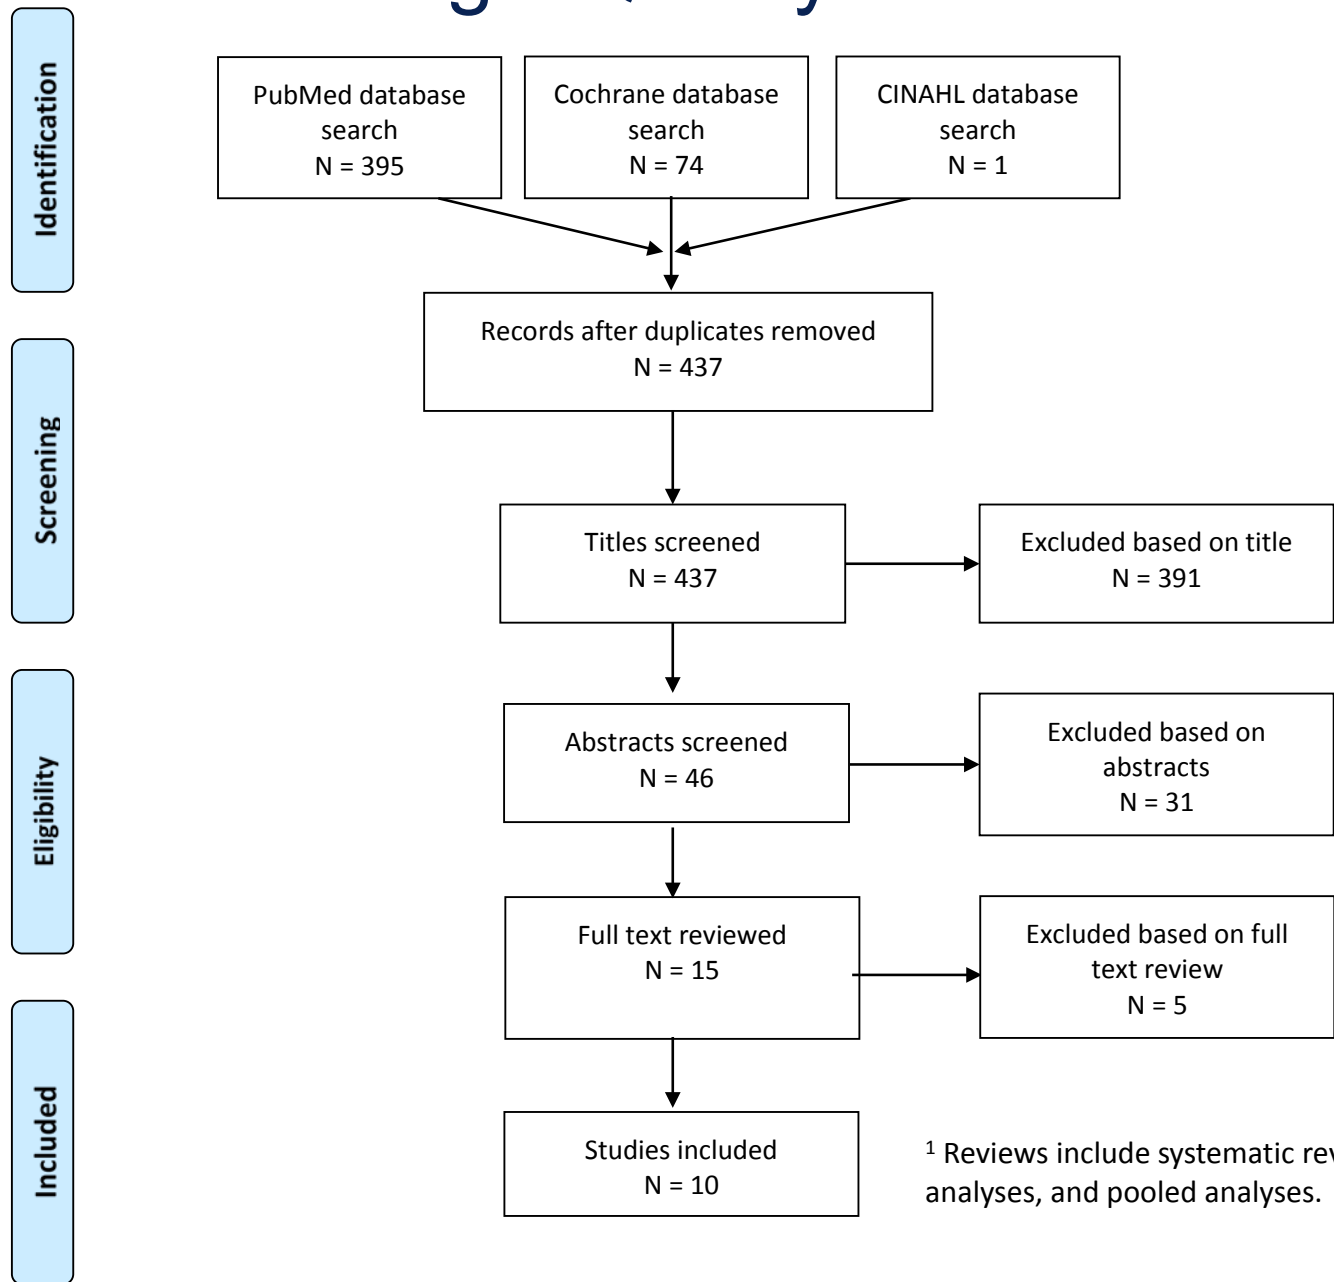 Identification
PubMed database
search
N = 395
Cochrane database
search
N = 74
CINAHL database
search
N = 1
Records after duplicates removed
N = 437
Screening
Titles screened
N = 437
Excluded based on title
N = 391
Eligibility
Abstracts screened
N = 46
Excluded based on
abstracts
N = 31
Full text reviewed
N = 15
Excluded based on full
text review
N = 5
Included
Studies included
N = 10
¹ Reviews include systematic
analyses, and pooled analyses.